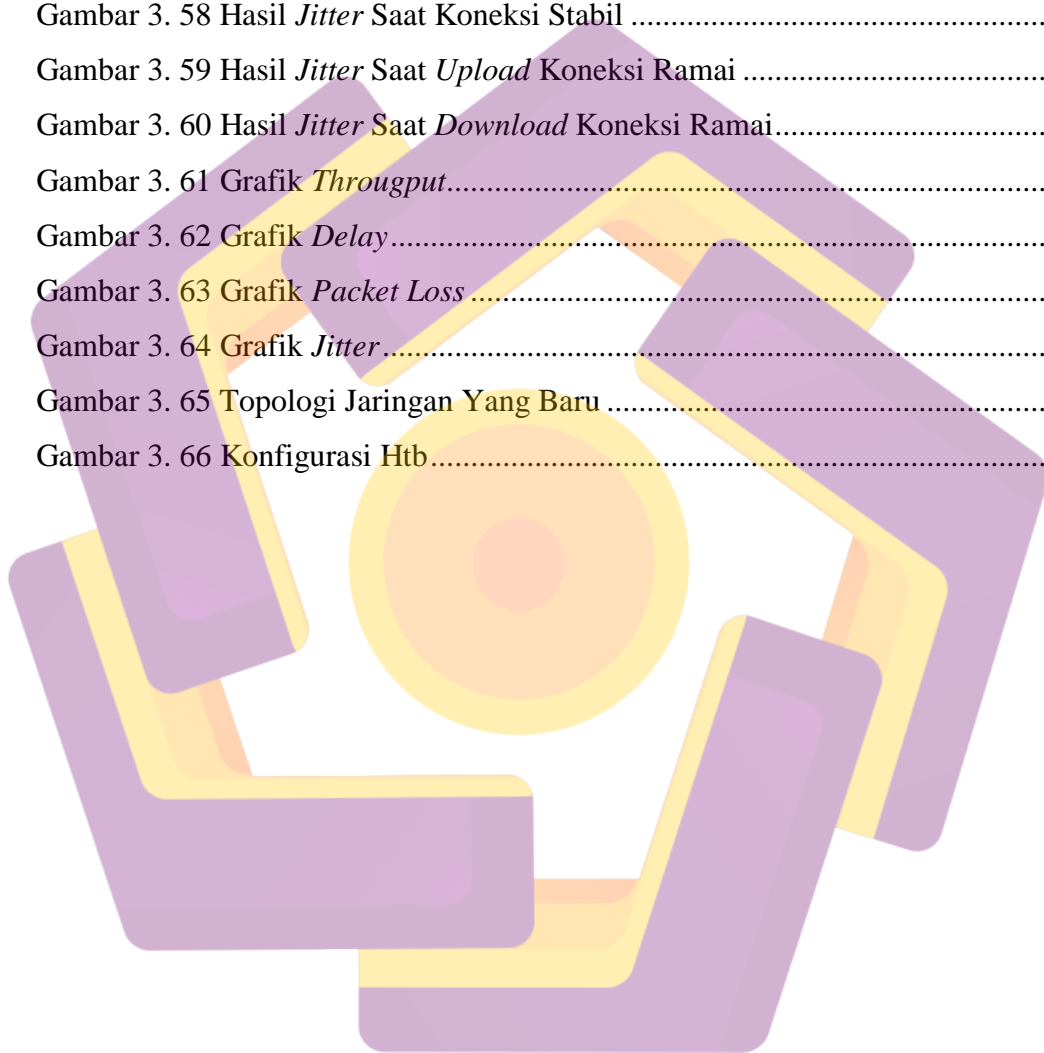 Gambar 3. 58 Hasil Jitter Saat Koneksi Stabil ....................................................
Gambar 3. 59 Hasil Jitter Saat Upload Koneksi Ramai ......................................
Gambar 3. 60 Hasil Jitter Saat Download Koneksi Ramai..................................
Gambar 3. 61 Grafik Througput..........................................................................
Gambar 3. 62 Grafik Delay.................................................................................
Gambar 3. 63 Grafik Packet Loss .......................................................................
Gambar 3. 64 Grafik Jitter..................................................................................
Gambar 3. 65 Topologi Jaringan Yang Baru ......................................................
Gambar 3. 66 Konfigurasi Htb............................................................................